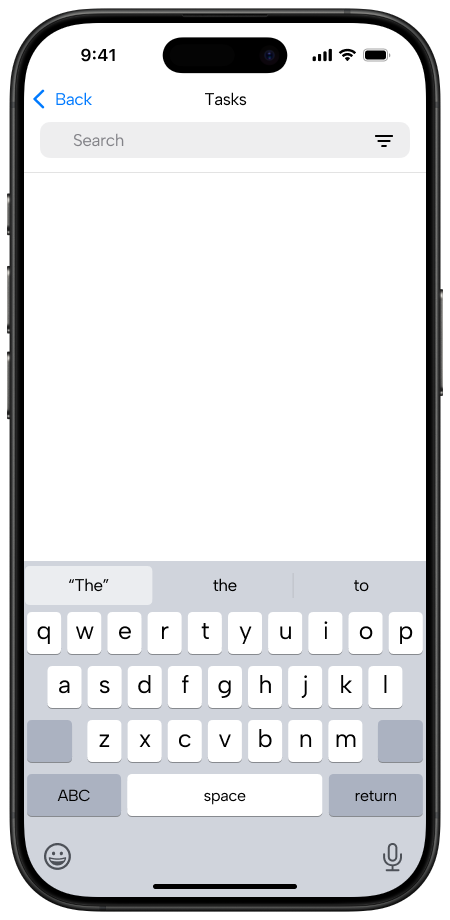 9:41
Back Tasks
Search
“The” the to
q w e r t y u i o p
a s d f g h j k l
z x c v b n m
ABC space return